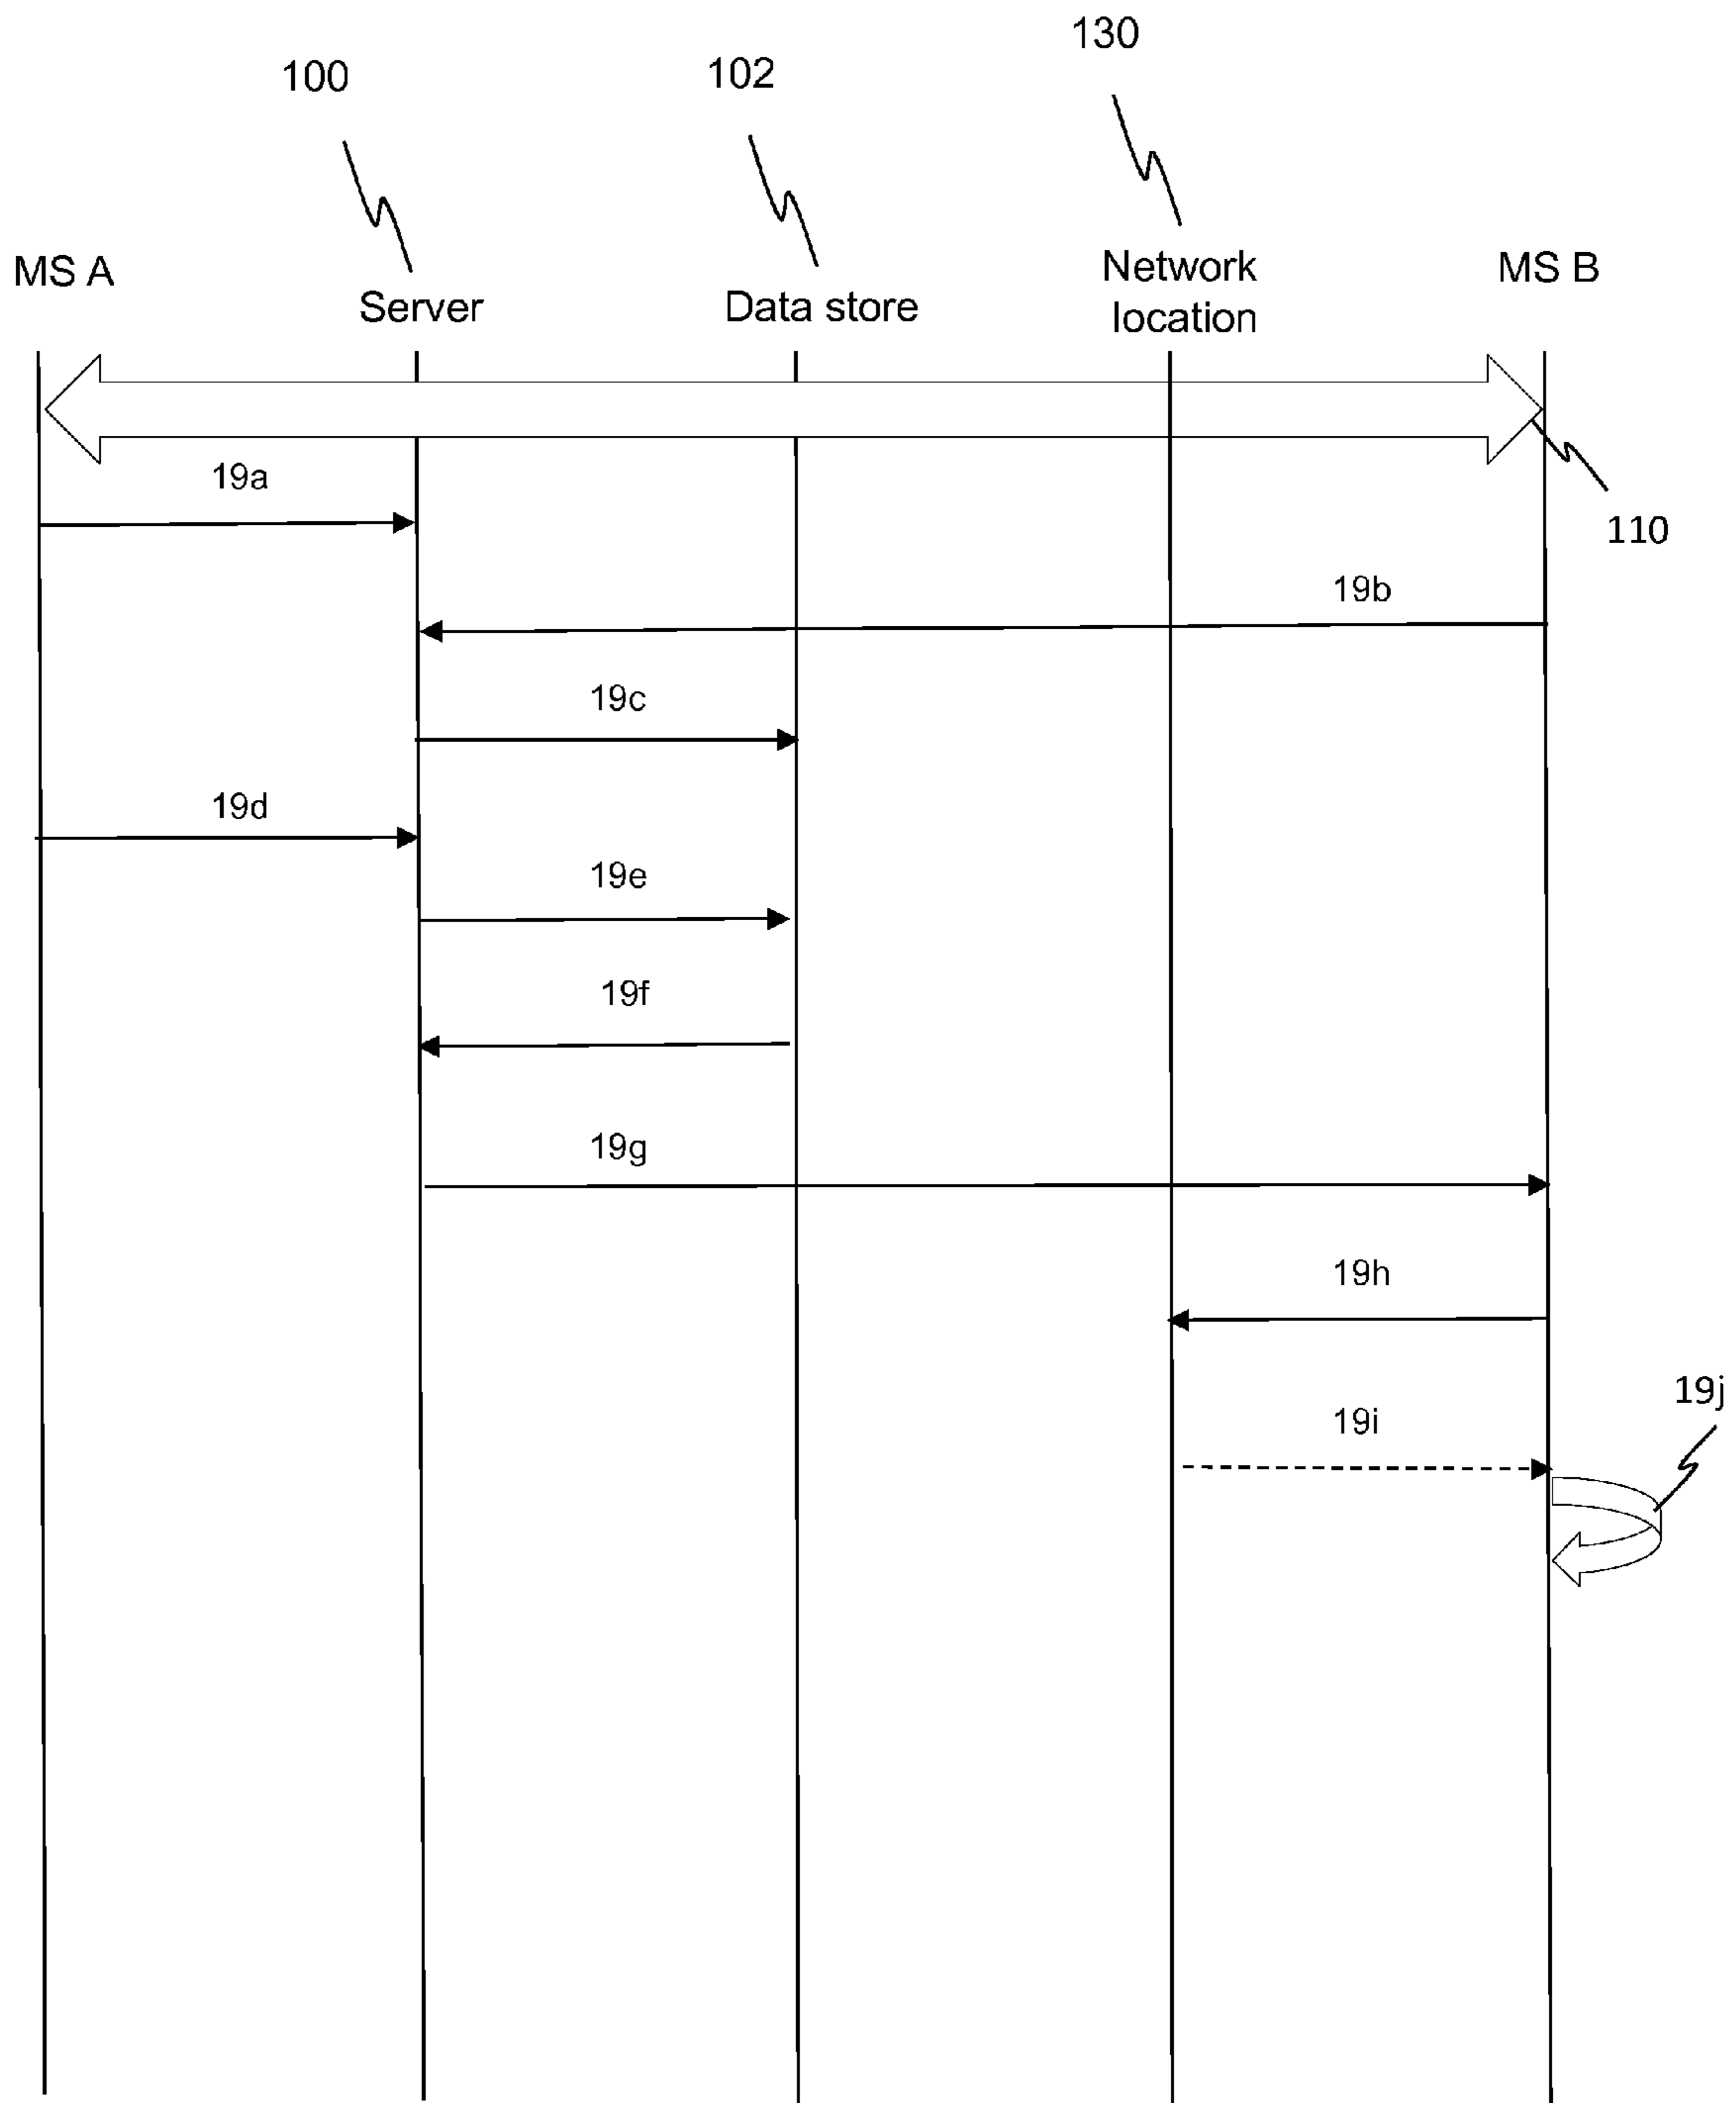 130
100
102
MS A
Server
Data store
Network
location
MS B
19a
110
19b
19c
19d
19e
19f
19g
19h
19j
19i